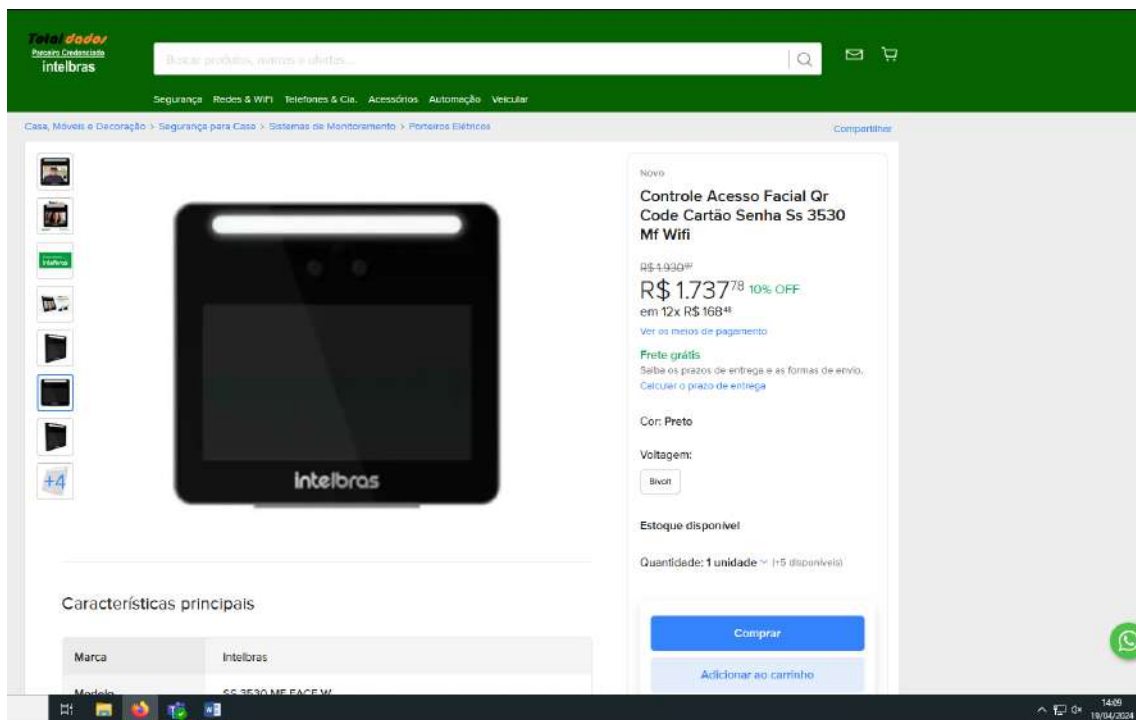 Total dados
Parceiro Credenciado
intelbras
Buscar produtos, marcas e ofertas...
Segurança Redes & WiFi Telefones & Cia. Acessórios Automação Veicular
Casa, Móveis e Decoração > Segurança para Casa > Sistemas de Monitoramento > Porteiros Elétricos
Compartilhar
Novo
Controle Acesso Facial Qr
Code Cartão Senha Ss 3530
Mf Wifi
R$ 1.930
R$ 1.737 78 10% OFF
em 12x R$ 168 48
Ver os meios de pagamento
Frete grátis
Saiba os prazos de entrega e as formas de envio.
Calcular o prazo de entrega
Cor: Preto
Voltagem:
Bivolt
Estoque disponível
Quantidade: 1 unidade (+5 disponíveis)
+4
intelbras
Características principais
Marca Intelbras
Modelo SS 3530 MF FACE W
Comprar
Adicionar ao carrinho
14:09
19/04/2024